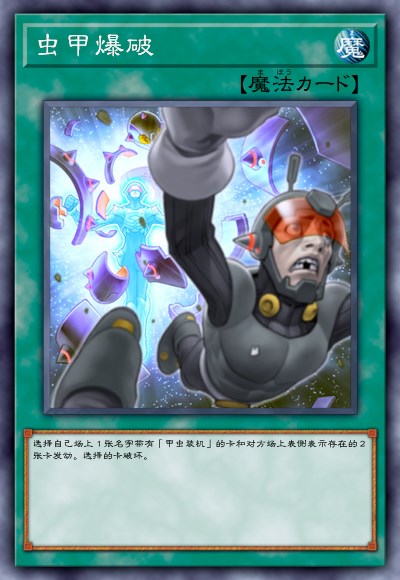 虫甲爆破
魔
【魔法カード】
ま ほう
选择自己场上1张名字带有「甲虫装机」的卡和对方场上表侧表示存在的2
张卡发动。选择的卡破坏。